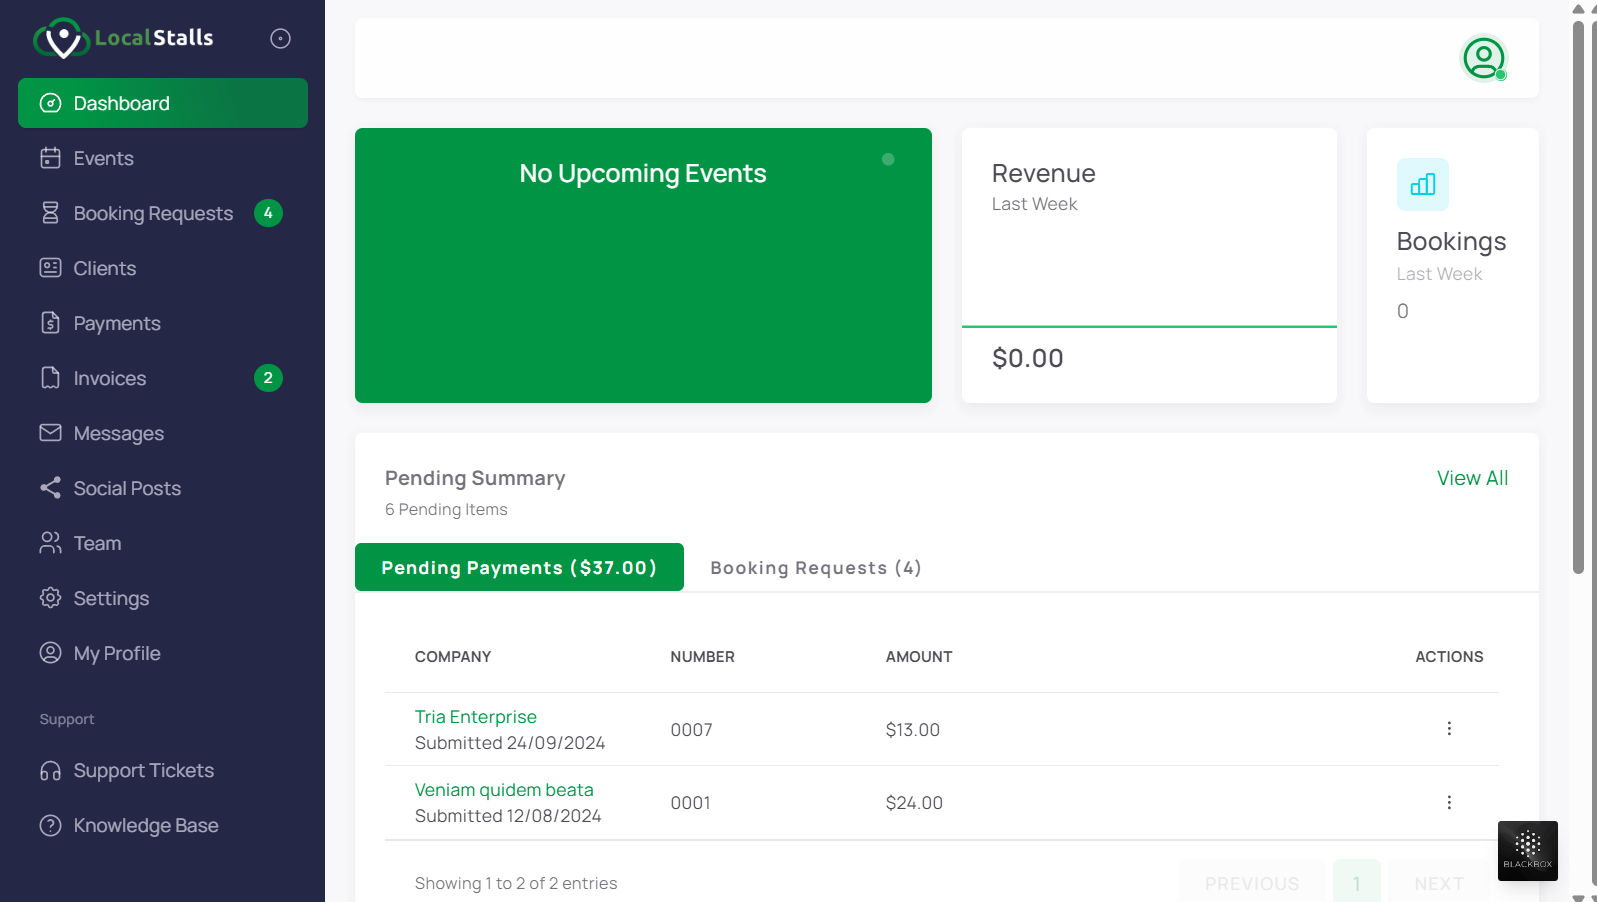 LocalStalls
Dashboard
Events
Booking Requests 4
Clients
Payments
Invoices 2
Messages
Social Posts
Team
Settings
My Profile
Support
Support Tickets
Knowledge Base
No Upcoming Events
Revenue
Last Week
$0.00
Bookings
Last Week
0
Pending Summary
6 Pending Items
View All
Pending Payments ($37.00) Booking Requests (4)
COMPANY NUMBER AMOUNT ACTIONS
Tria Enterprise
Submitted 24/09/2024 0007 $13.00
Veniam quidem beata
Submitted 12/08/2024 0001 $24.00
Showing 1 to 2 of 2 entries
PREVIOUS 1 NEXT
BLACKBOX